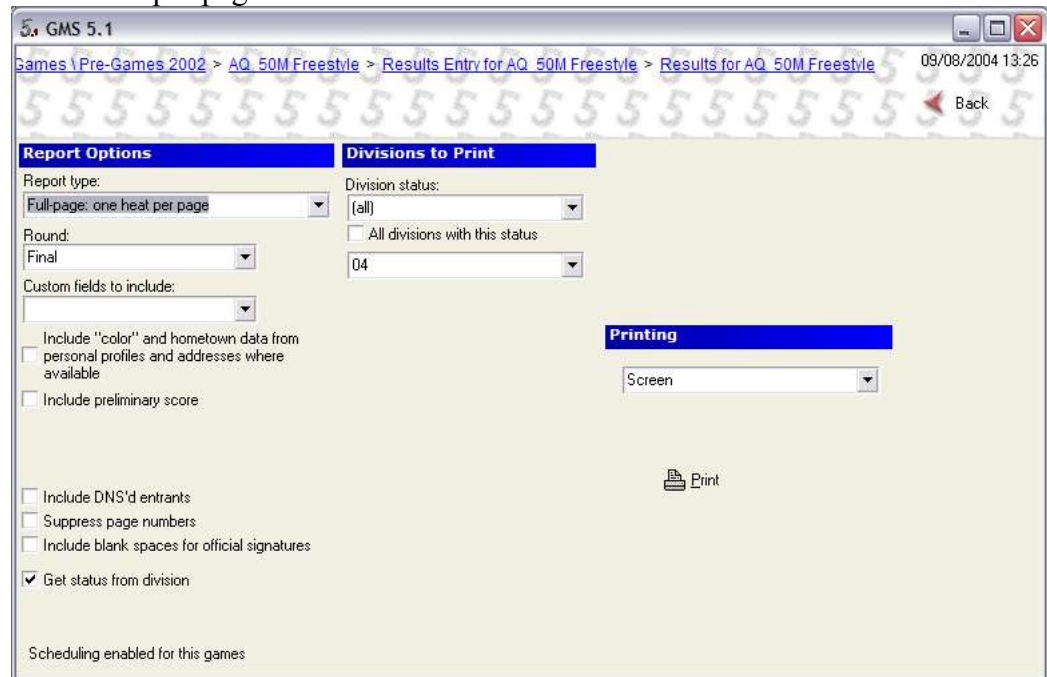 5. GMS 5.1
Games \ Pre-Games 2002 > AQ 50M Freestyle > Results Entry for AQ 50M Freestyle > Results for AQ 50M Freestyle
09/08/2004 13:26
Back
Report Options
Report type:
Full-page: one heat per page
Round:
Final
Custom fields to include:
Include "color" and hometown data from
personal profiles and addresses where
available
Include preliminary score
Include DNS'd entrants
Suppress page numbers
Include blank spaces for official signatures
Get status from division
Scheduling enabled for this games
Divisions to Print
Division status:
(all)
All divisions with this status
04
Printing
Screen
Print